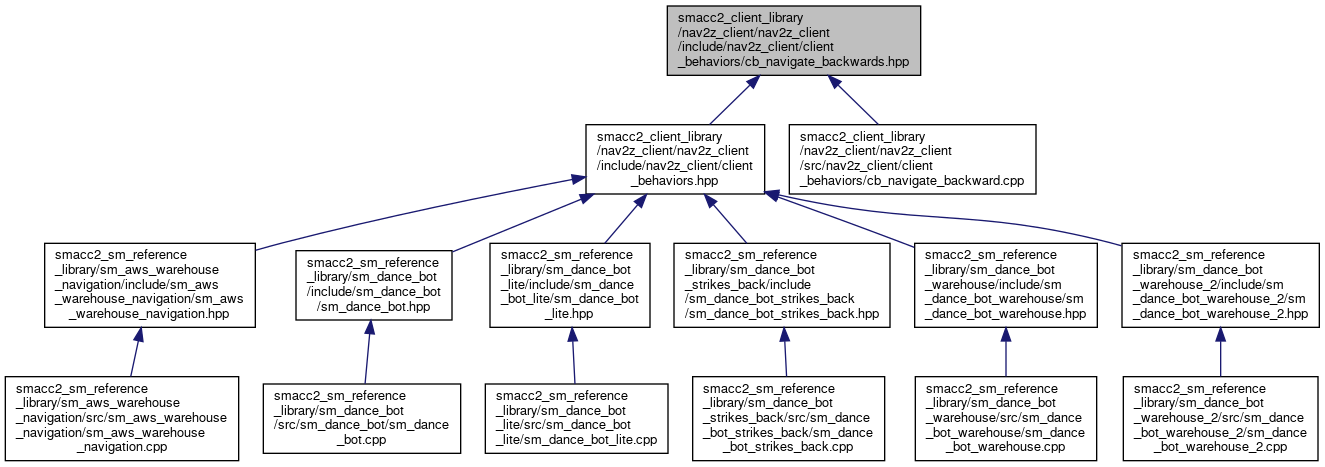 smacc2_client_library
/nav2z_client/nav2z_client
/include/nav2z_client/client
_behaviors/cb_navigate_backwards.hpp
smacc2_client_library
/nav2z_client/nav2z_client
/include/nav2z_client/client
_behaviors.hpp
smacc2_client_library
/nav2z_client/nav2z_client
/src/nav2z_client/client
_behaviors/cb_navigate_backward.cpp
smacc2_sm_reference
_library/sm_aws_warehouse
_navigation/include/sm_aws
_warehouse_navigation/sm_aws
_warehouse_navigation.hpp
smacc2_sm_reference
_library/sm_dance_bot
/include/sm_dance_bot
/sm_dance_bot.hpp
smacc2_sm_reference
_library/sm_dance_bot
_lite/include/sm_dance
_bot_lite/sm_dance_bot
_lite.hpp
smacc2_sm_reference
_library/sm_dance_bot
_strikes_back/include
/sm_dance_bot_strikes_back
/sm_dance_bot_strikes_back.hpp
smacc2_sm_reference
_library/sm_dance_bot
_warehouse/include/sm
_dance_bot_warehouse/sm
_dance_bot_warehouse.hpp
smacc2_sm_reference
_library/sm_dance_bot
_warehouse_2/include/sm
_dance_bot_warehouse_2/sm
_dance_bot_warehouse_2.hpp
smacc2_sm_reference
_library/sm_aws_warehouse
_navigation/src/sm_aws_warehouse
_navigation/sm_aws_warehouse
_navigation.cpp
smacc2_sm_reference
_library/sm_dance_bot
/src/sm_dance_bot/sm_dance
_bot.cpp
smacc2_sm_reference
_library/sm_dance_bot
_lite/src/sm_dance_bot
_lite/sm_dance_bot_lite.cpp
smacc2_sm_reference
_library/sm_dance_bot
_strikes_back/src/sm_dance
_bot_strikes_back/sm_dance
_bot_strikes_back.cpp
smacc2_sm_reference
_library/sm_dance_bot
_warehouse/src/sm_dance
_bot_warehouse/sm_dance
_bot_warehouse.cpp
smacc2_sm_reference
_library/sm_dance_bot
_warehouse_2/src/sm_dance
_bot_warehouse_2/sm_dance
_bot_warehouse_2.cpp